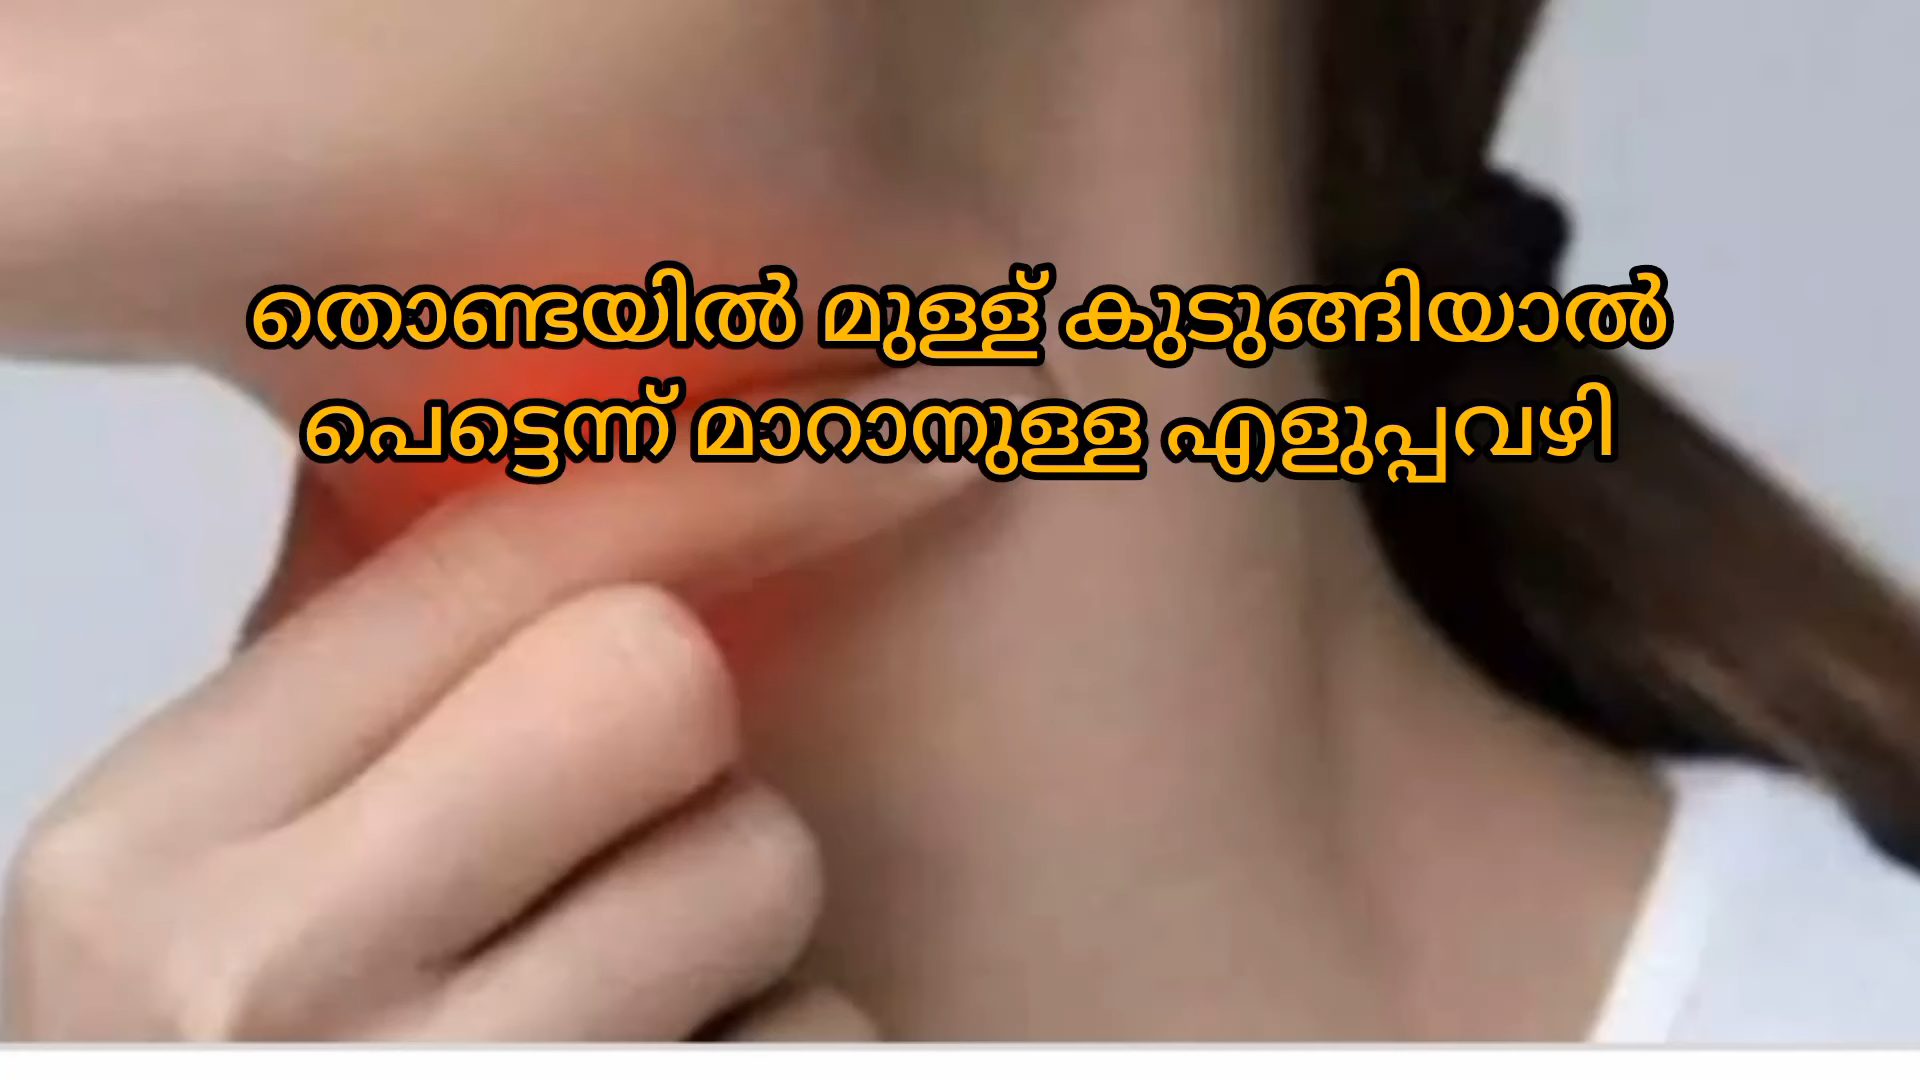 തൊണ്ടയിൽ മുള്ള് കുടുങ്ങിയാൽ
പെട്ടെന്ന് മാറാനുള്ള എളുപ്പവഴി